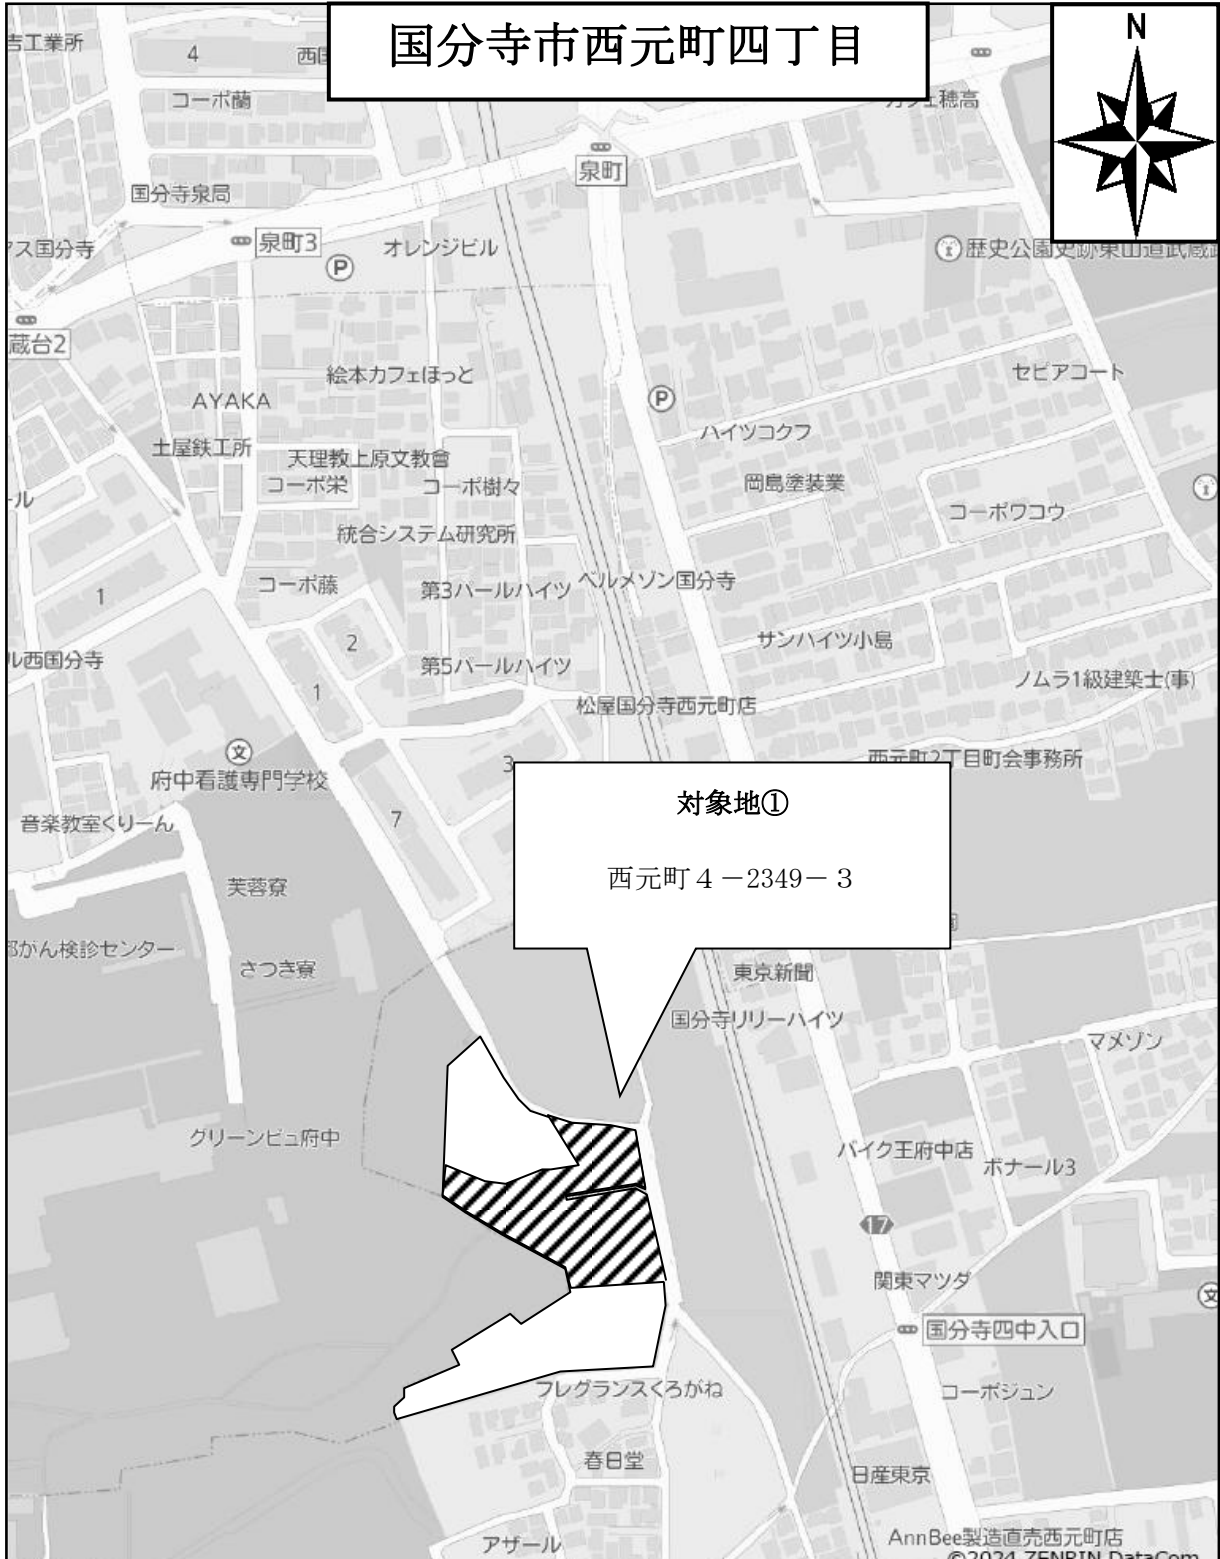 国分寺市西元町四丁目
N
吉工業所
4
西国
コーポ蘭
カフェ穂高
泉町
国分寺泉局
アス国分寺
泉町3
オレンジビル
P
歴史公園史跡東山道武蔵路
蔵台2
絵本カフェほっと
セピアコート
AYAKA
P
ハイツコクフ
土屋鉄工所
天理教上原文教會
コーポ栄
コーポ樹々
岡島塗装業
ール
コーポワコウ
統合システム研究所
コーポ藤
第3パールハイツ
ベルメゾン国分寺
1
2
サンハイツ小島
ル西国分寺
第5パールハイツ
1
ノムラ1級建築士(事)
松屋国分寺西元町店
文
府中看護専門学校
3
西元町2丁目町会事務所
対象地①
音楽教室くりーん
7
西元町4－2349－3
芙蓉寮
部がん検診センター
さつき寮
東京新聞
国分寺リリーハイツ
マメゾン
グリーンビュ府中
バイク王府中店
ボナール3
17
関東マツダ
文
国分寺四中入口
フレグランスくろがね
コーポジュン
春日堂
日産東京
アザール
AnnBee製造直売西元町店
©2024 ZENRIN DataCom